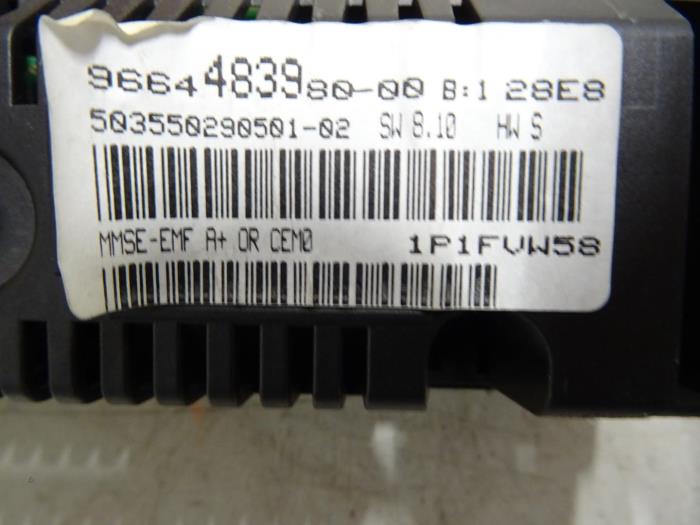 9664483980-00 B:1 28E8
503550290501-02 SW 8.10 HW S
MMSE-EMF A+ OR CEM0 1P1FVW58